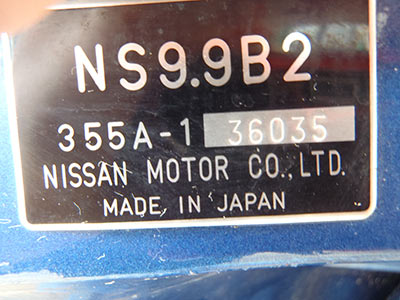 NS9.9B2
355A-1 36035
NISSAN MOTOR CO.,LTD.
MADE IN JAPAN